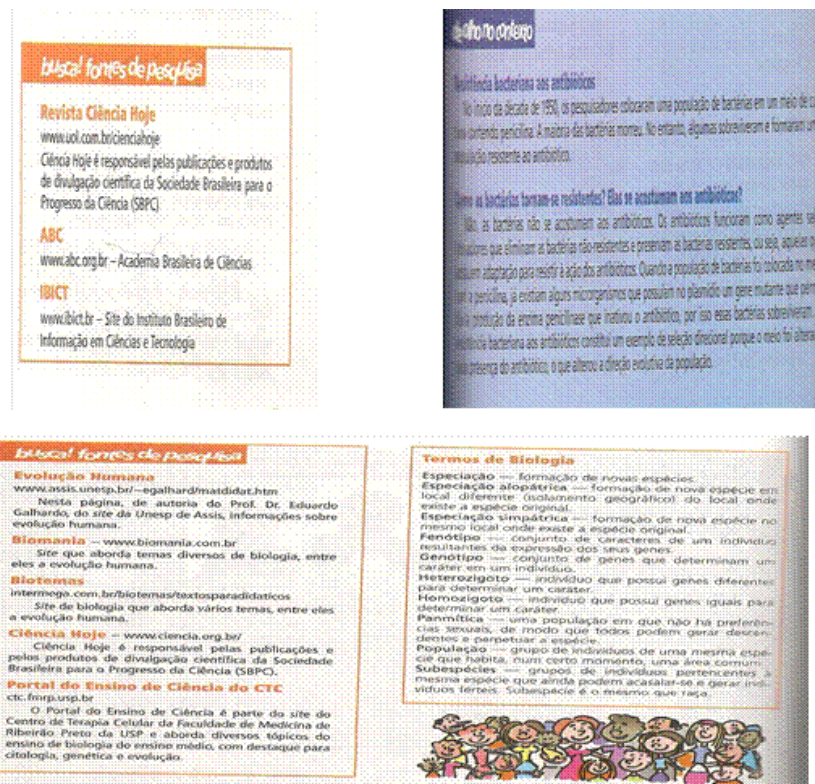 busca! fontes de pesquisa
Revista Ciência Hoje
www.uol.com.br/cienciahoje
Ciência Hoje é responsável pelas publicações e produtos
de divulgação científica da Sociedade Brasileira para o
Progresso da Ciência (SBPC)
ABC
www.abc.org.br – Academia Brasileira de Ciências
IBICT
www.ibict.br – Site do Instituto Brasileiro de
Informação em Ciências e Tecnologia
no contexto
bacteriana aos antibióticos
No início da década de 1950, os pesquisadores colocaram uma população de bactérias em um meio de
contendo penicilina. A maioria das bactérias morreu. No entanto, algumas sobreviveram e formaram
resistente ao antibiótico.
as bactérias tornam-se resistentes? Elas se acostumam aos antibióticos?
Não, as bactérias não se acostumam aos antibióticos. Os antibióticos funcionam como agentes
que eliminam as bactérias não-resistentes e preservam as bactérias resistentes, ou seja, aquelas
adaptação para resistir à ação dos antibióticos. Quando a população de bactérias foi colocada no
a penicilina, já existiam alguns microrganismos que possuíam no plasmídio um gene mutante que
produção da enzima penicilinase que inativou o antibiótico, por isso essas bactérias sobreviveram.
bacteriana aos antibióticos constitui um exemplo de seleção direcional porque o meio foi
presença do antibiótico, o que alterou a direção evolutiva da população.
busca! fontes de pesquisa
Evolução Humana
www.assis.unesp.br/~egalhard/matdidat.htm
Nesta página, de autoria do Prof. Dr. Eduardo
Galhardo, do site da Unesp de Assis, informações sobre
evolução humana.
Biomania – www.biomania.com.br
Site que aborda temas diversos de biologia, entre
eles a evolução humana.
Biotemas
intermega.com.br/biotemas/textosparadidaticos
Site de biologia que aborda vários temas, entre eles
a evolução humana.
Ciência Hoje – www.ciencia.org.br/
Ciência Hoje é responsável pelas publicações e
pelos produtos de divulgação científica da Sociedade
Brasileira para o Progresso da Ciência (SBPC).
Portal do Ensino de Ciência do CTC
ctc.fmrp.usp.br
O Portal do Ensino de Ciência é parte do site do
Centro de Terapia Celular da Faculdade de Medicina de
Ribeirão Preto da USP e aborda diversos tópicos do
ensino de biologia do ensino médio, com destaque para
citologia, genética e evolução.
Termos de Biologia
Especiação — formação de novas espécies.
Especiação alopátrica — formação de nova espécie em
local diferente (isolamento geográfico) do local onde
existe a espécie original.
Especiação simpátrica — formação de nova espécie no
mesmo local onde existe a espécie original.
Fenótipo — conjunto de caracteres de um indivíduo
resultantes da expressão dos seus genes.
Genótipo — conjunto de genes que determinam um
caráter em um indivíduo.
Heterozigoto — indivíduo que possui genes diferentes
para determinar um caráter.
Homozigoto — indivíduo que possui genes iguais para
determinar um caráter.
Panmítica — uma população em que não há preferên-
cias sexuais, de modo que todos podem gerar descen-
dentes e perpetuar a espécie.
População — grupo de indivíduos de uma mesma espé-
cie que habita, num certo momento, uma área comum.
Subespécies — grupos de indivíduos pertencentes à
mesma espécie que ainda podem acasalar-se e gerar indi-
víduos férteis. Subespécie é o mesmo que raça.